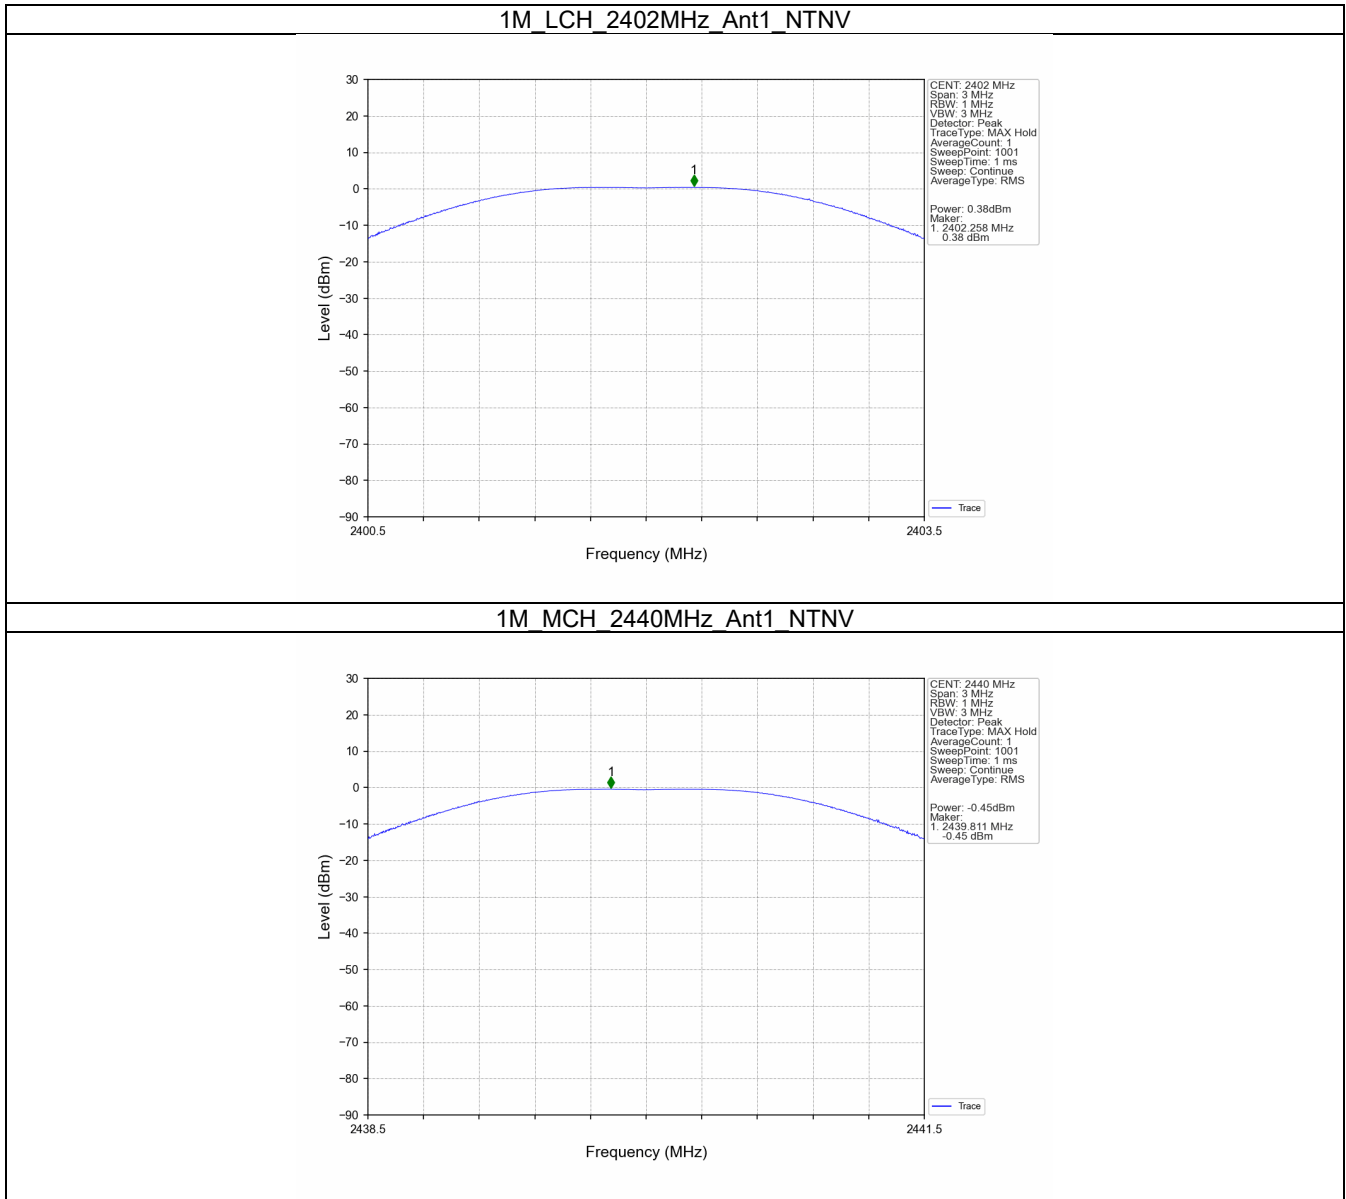 1M_LCH_2402MHz_Ant1_NTNV
30
20
10
0
−10
−20
−30
−40
−50
−60
−70
−80
−90
Level (dBm)
2400.5
2403.5
Frequency (MHz)
1
CENT: 2402 MHz
Span: 3 MHz
RBW: 1 MHz
VBW: 3 MHz
Detector: Peak
TraceType: MAX Hold
AverageCount: 1
SweepPoint: 1001
SweepTime: 1 ms
Sweep: Continue
AverageType: RMS
Power: 0.38dBm
Maker:
1. 2402.258 MHz
0.38 dBm
Trace
1M_MCH_2440MHz_Ant1_NTNV
30
20
10
0
−10
−20
−30
−40
−50
−60
−70
−80
−90
Level (dBm)
2438.5
2441.5
Frequency (MHz)
1
CENT: 2440 MHz
Span: 3 MHz
RBW: 1 MHz
VBW: 3 MHz
Detector: Peak
TraceType: MAX Hold
AverageCount: 1
SweepPoint: 1001
SweepTime: 1 ms
Sweep: Continue
AverageType: RMS
Power: -0.45dBm
Maker:
1. 2439.811 MHz
-0.45 dBm
Trace